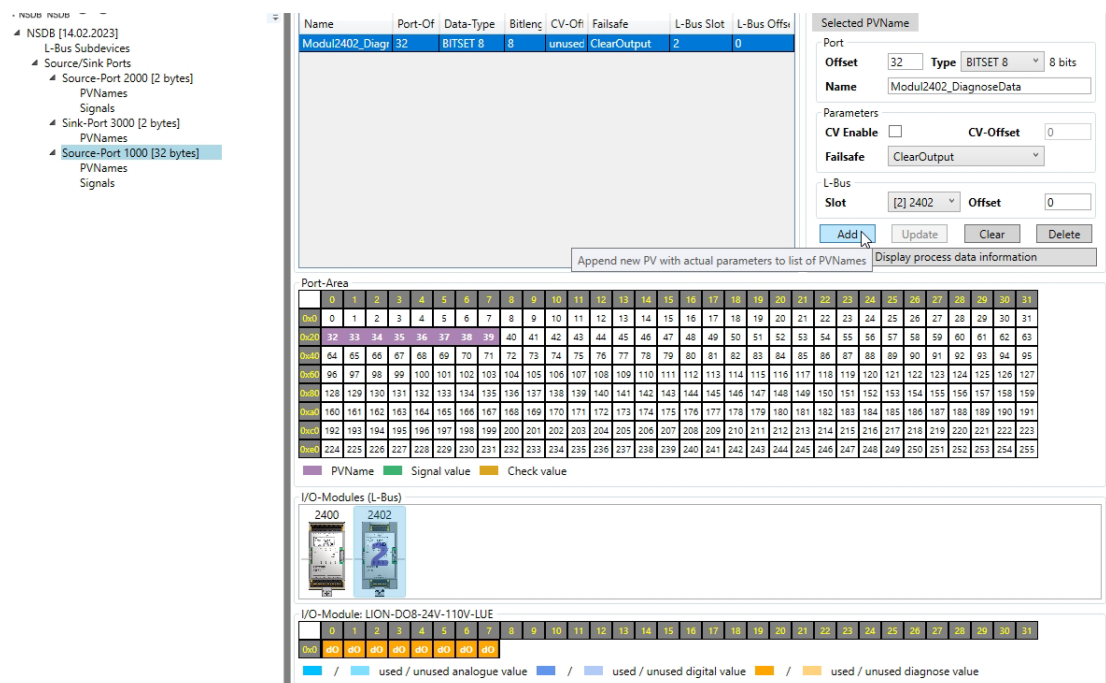 NSDB NSDB
NSDB [14.02.2023]
L-Bus Subdevices
Source/Sink Ports
Source-Port 2000 [2 bytes]
PVNames
Signals
Sink-Port 3000 [2 bytes]
PVNames
Source-Port 1000 [32 bytes]
PVNames
Signals
Name Port-Of Data-Type Bitleng CV-Off Failsafe L-Bus Slot L-Bus Offse
Modul2402_Diagr 32 BITSET 8 8 unused ClearOutput 2 0
Selected PVName
Port
Offset 32 Type BITSET 8 8 bits
Name Modul2402_DiagnoseData
Parameters
CV Enable CV-Offset 0
Failsafe ClearOutput
L-Bus
Slot [2] 2402 Offset 0
Add Update Clear Delete
Append new PV with actual parameters to list of PVNames
Display process data information
Port-Area
0 1 2 3 4 5 6 7 8 9 10 11 12 13 14 15 16 17 18 19 20 21 22 23 24 25 26 27 28 29 30 31
0x0 0 1 2 3 4 5 6 7 8 9 10 11 12 13 14 15 16 17 18 19 20 21 22 23 24 25 26 27 28 29 30 31
0x20 32 33 34 35 36 37 38 39 40 41 42 43 44 45 46 47 48 49 50 51 52 53 54 55 56 57 58 59 60 61 62 63
0x40 64 65 66 67 68 69 70 71 72 73 74 75 76 77 78 79 80 81 82 83 84 85 86 87 88 89 90 91 92 93 94 95
0x60 96 97 98 99 100 101 102 103 104 105 106 107 108 109 110 111 112 113 114 115 116 117 118 119 120 121 122 123 124 125 126 127
0x80 128 129 130 131 132 133 134 135 136 137 138 139 140 141 142 143 144 145 146 147 148 149 150 151 152 153 154 155 156 157 158 159
0xa0 160 161 162 163 164 165 166 167 168 169 170 171 172 173 174 175 176 177 178 179 180 181 182 183 184 185 186 187 188 189 190 191
0xc0 192 193 194 195 196 197 198 199 200 201 202 203 204 205 206 207 208 209 210 211 212 213 214 215 216 217 218 219 220 221 222 223
0xe0 224 225 226 227 228 229 230 231 232 233 234 235 236 237 238 239 240 241 242 243 244 245 246 247 248 249 250 251 252 253 254 255
PVName Signal value Check value
I/O-Modules (L-Bus)
2400 2402
2
I/O-Module: LION-DO8-24V-110V-LUE
0 1 2 3 4 5 6 7 8 9 10 11 12 13 14 15 16 17 18 19 20 21 22 23 24 25 26 27 28 29 30 31
0x0 dO dO dO dO dO dO dO dO
/ used / unused analogue value / used / unused digital value / used / unused diagnose value